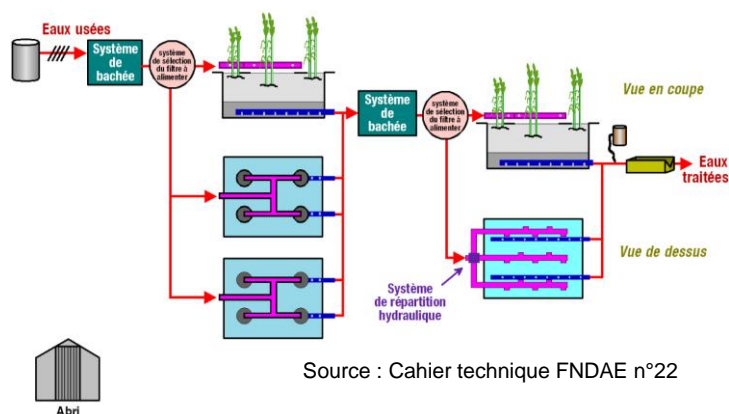 Eaux usées
Système
de
bachée
système
de sélection
du filtre à
alimenter
Système
de
bachée
système
de sélection
du filtre à
alimenter
Vue en coupe
Eaux
traitées
Vue de dessus
Système
de répartition
hydraulique
Source : Cahier technique FNDAE n°22
Abri